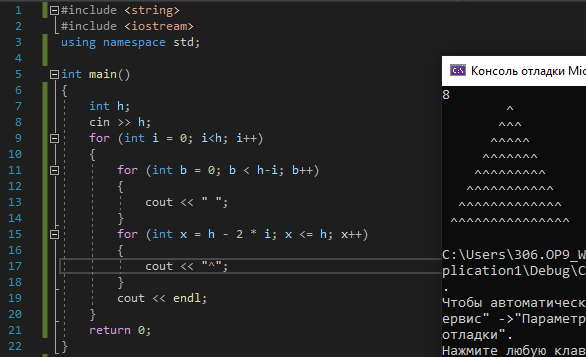 1 #include <string>
2 #include <iostream>
3 using namespace std;
4
5 int main()
6 {
7 int h;
8 cin >> h;
9 for (int i = 0; i<h; i++)
10 {
11 for (int b = 0; b < h-i; b++)
12 {
13 cout << " ";
14 }
15 for (int x = h - 2 * i; x <= h; x++)
16 {
17 cout << "^";
18 }
19 cout << endl;
20 }
21 return 0;
22 }
C:\ Консоль отладки Mic
8
^
^^^
^^^^^
^^^^^^^
^^^^^^^^^
^^^^^^^^^^^
^^^^^^^^^^^^^
^^^^^^^^^^^^^^^
C:\Users\306.OP9_W
plication1\Debug\C
.
Чтобы автоматическ
ервис" ->"Параметр
отладки".
Нажмите любую клав